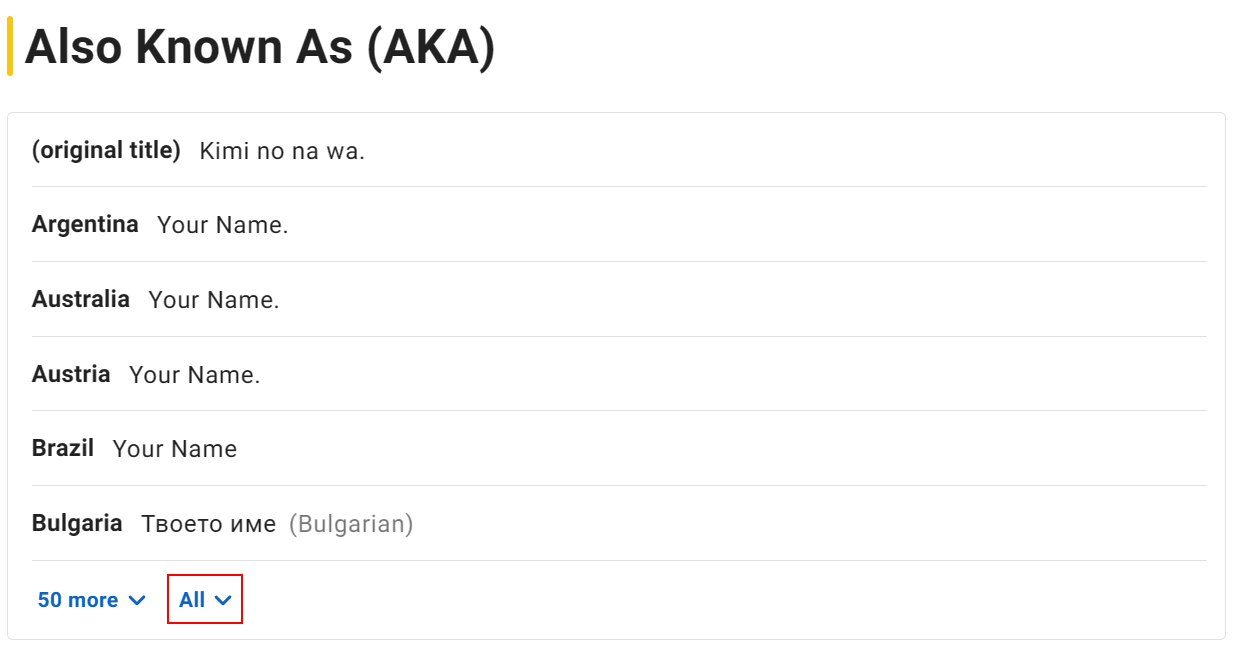 Also Known As (AKA)
(original title) Kimi no na wa.
Argentina Your Name.
Australia Your Name.
Austria Your Name.
Brazil Your Name
Bulgaria Твоето име (Bulgarian)
50 more All